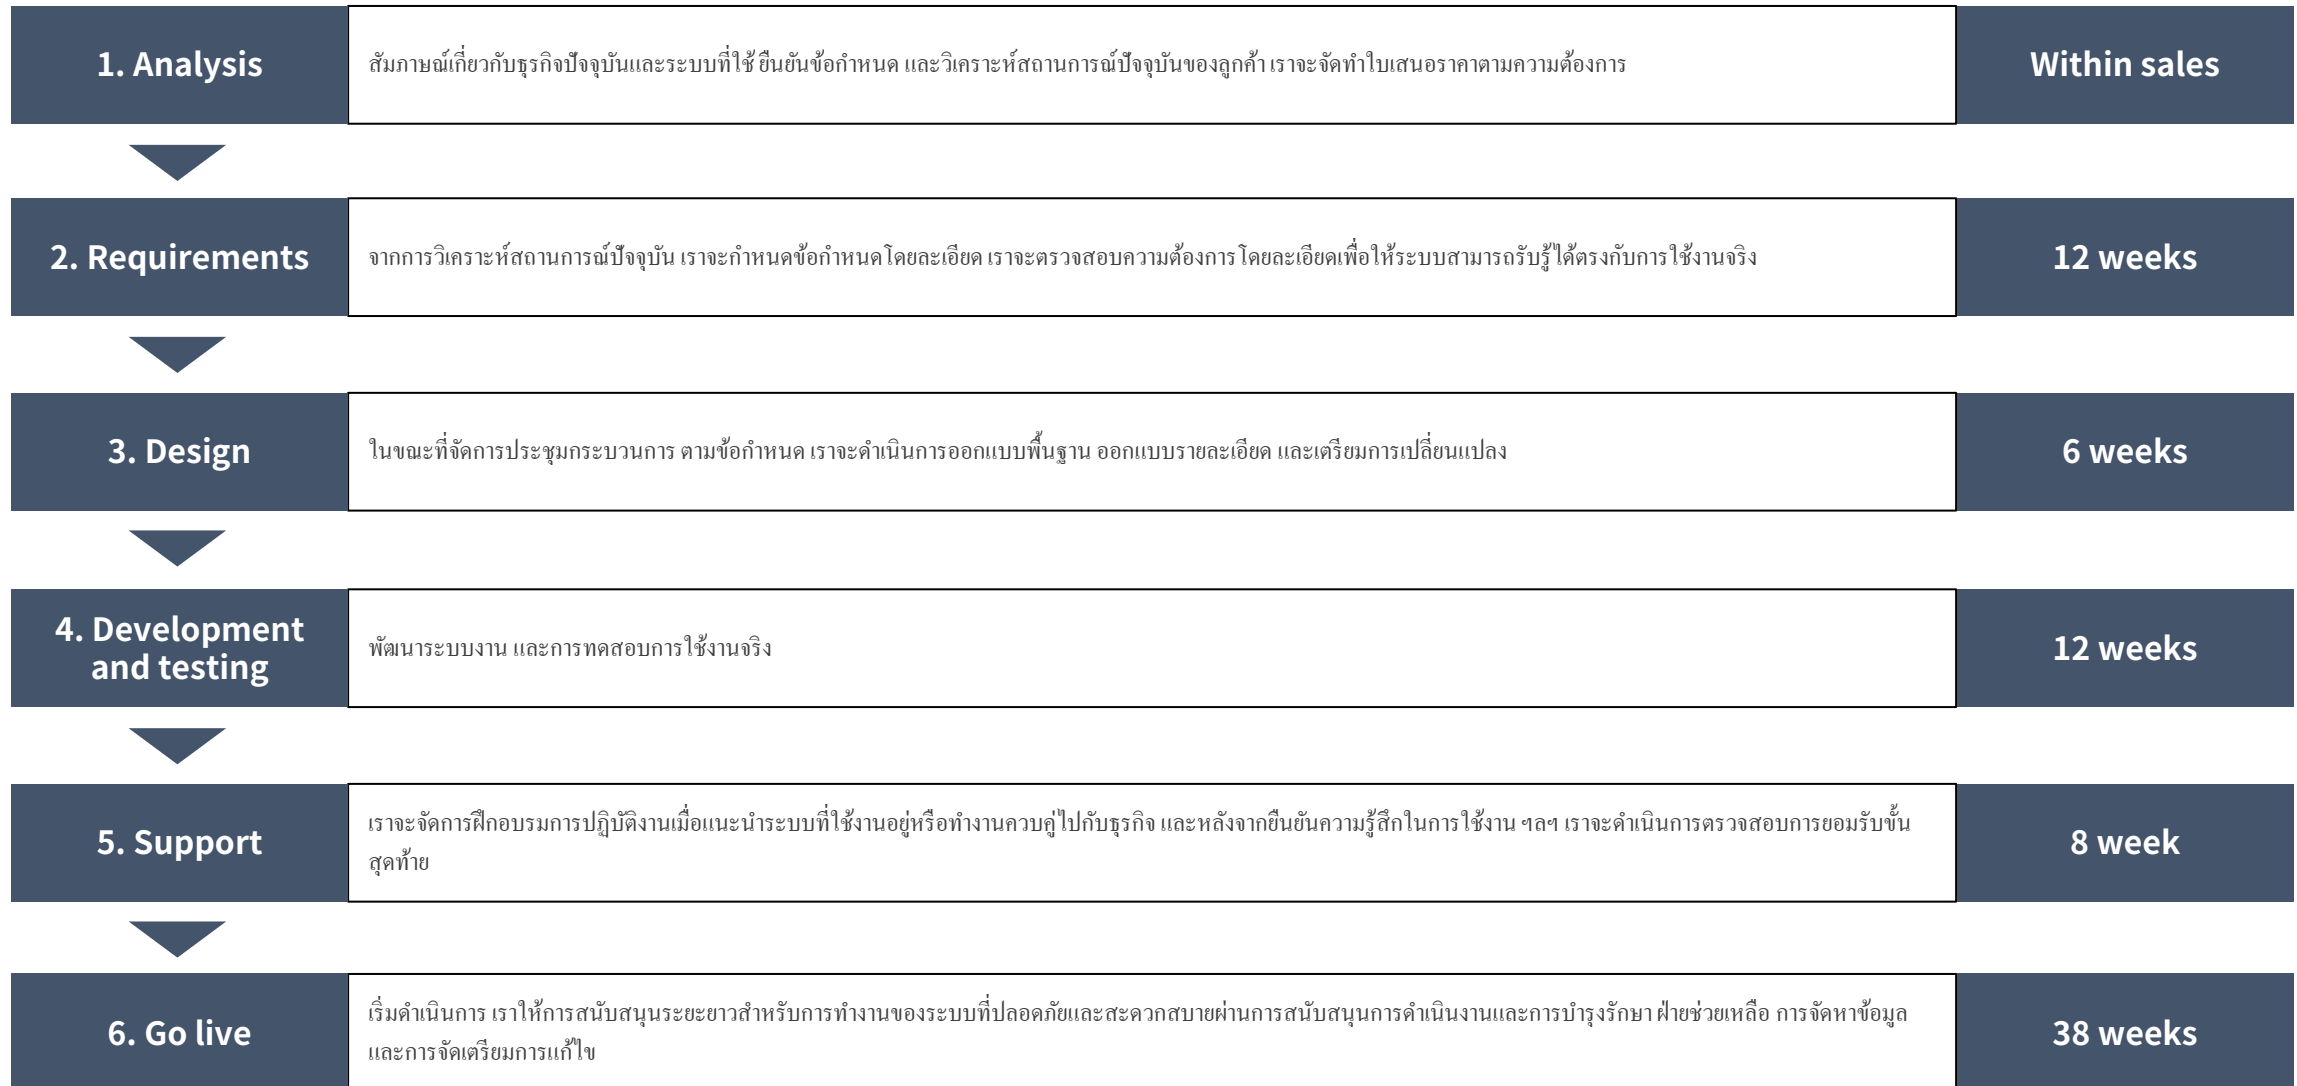 1. Analysis
สัมภาษณ์เกี่ยวกับธุรกิจปัจจุบันและระบบที่ใช้ ยืนยันข้อกำหนด และวิเคราะห์สถานการณ์ปัจจุบันของลูกค้า เราจะจัดทำใบเสนอราคาตามความต้องการ
Within sales
2. Requirements
จากการวิเคราะห์สถานการณ์ปัจจุบัน เราจะกำหนดข้อกำหนดโดยละเอียด เราจะตรวจสอบความต้องการโดยละเอียดเพื่อให้ระบบสามารถรับรู้ได้ตรงกับการใช้งานจริง
12 weeks
3. Design
ในขณะที่จัดการประชุมกระบวนการ ตามข้อกำหนด เราจะดำเนินการออกแบบพื้นฐาน ออกแบบรายละเอียด และเตรียมการเปลี่ยนแปลง
6 weeks
4. Development
and testing
พัฒนาระบบงาน และการทดสอบการใช้งานจริง
12 weeks
5. Support
เราจะจัดการฝึกอบรมการปฏิบัติงานเมื่อแนะนำระบบที่ใช้งานอยู่หรือทำงานควบคู่ไปกับธุรกิจ และหลังจากยืนยันความรู้สึกในการใช้งาน ฯลฯ เราจะดำเนินการตรวจสอบการยอมรับขั้น
สุดท้าย
8 week
6. Go live
เริ่มดำเนินการ เราให้การสนับสนุนระยะยาวสำหรับการทำงานของระบบที่ปลอดภัยและสะดวกสบายผ่านการสนับสนุนการดำเนินงานและการบำรุงรักษา ฝ่ายช่วยเหลือ การจัดหาข้อมูล
และการจัดเตรียมการแก้ไข
38 weeks